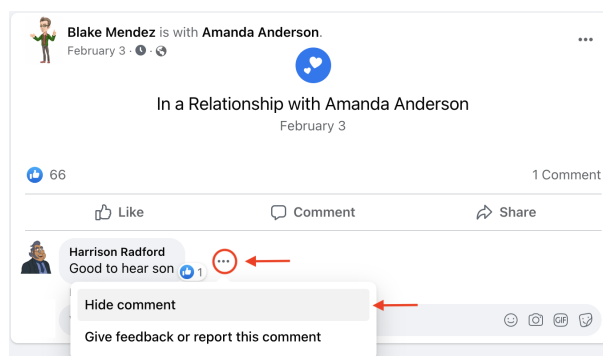 Blake Mendez is with Amanda Anderson.
February 3
In a Relationship with Amanda Anderson
February 3
66
1 Comment
Like
Comment
Share
Harrison Radford
Good to hear son
1
Hide comment
GIF
Give feedback or report this comment